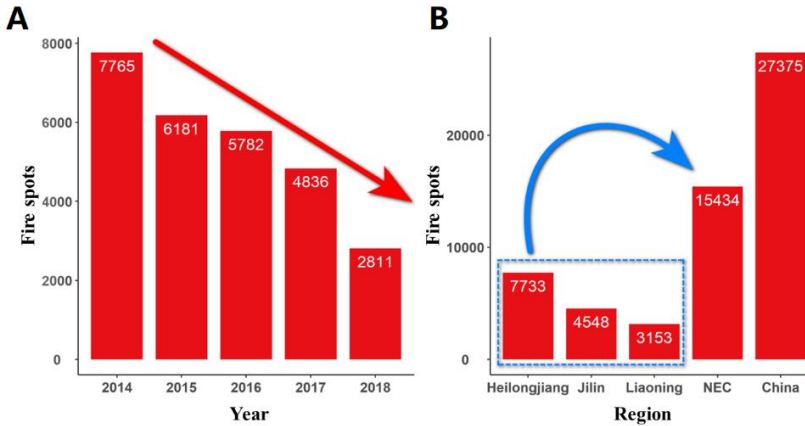 A
8000
6000
4000
2000
0
Fire spots
7765
6181
5782
4836
2811
2014 2015 2016 2017 2018
Year
B
20000
10000
0
Fire spots
7733
4548
3153
15434
27375
Heilongjiang Jilin Liaoning NEC China
Region